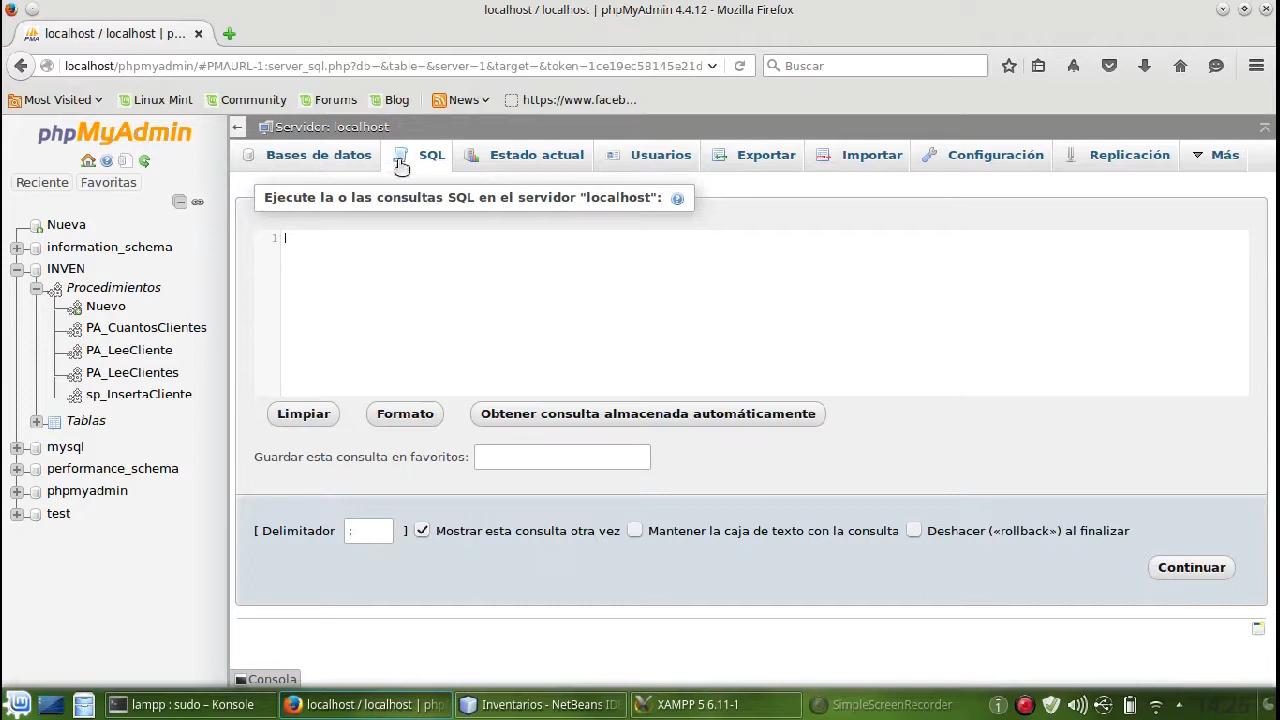 localhost / localhost | phpMyAdmin 4.4.12 - Mozilla Firefox
localhost / localhost | p...
localhost/phpmyadmin/#PMAURL-1:server_sql.php?db=&table=&server=1&target=&token=1ce19ec58145e21d
Buscar
Most Visited
Linux Mint
Community
Forums
Blog
News
https://www.faceb...
phpMyAdmin
Reciente
Favoritas
Nueva
information_schema
INVEN
Procedimientos
Nuevo
PA_CuantosClientes
PA_LeeCliente
PA_LeeClientes
sp_InsertaCliente
Tablas
mysql
performance_schema
phpmyadmin
test
Servidor: localhost
Bases de datos
SQL
Estado actual
Usuarios
Exportar
Importar
Configuración
Replicación
Más
Ejecute la o las consultas SQL en el servidor "localhost":
1
Limpiar
Formato
Obtener consulta almacenada automáticamente
Guardar esta consulta en favoritos:
[ Delimitador ; ] Mostrar esta consulta otra vez Mantener la caja de texto con la consulta Deshacer («rollback») al finalizar
Continuar
Consola
lampp : sudo – Konsole
localhost / localhost | php
Inventarios - NetBeans ID
XAMPP 5.6.11-1
SimpleScreenRecorder